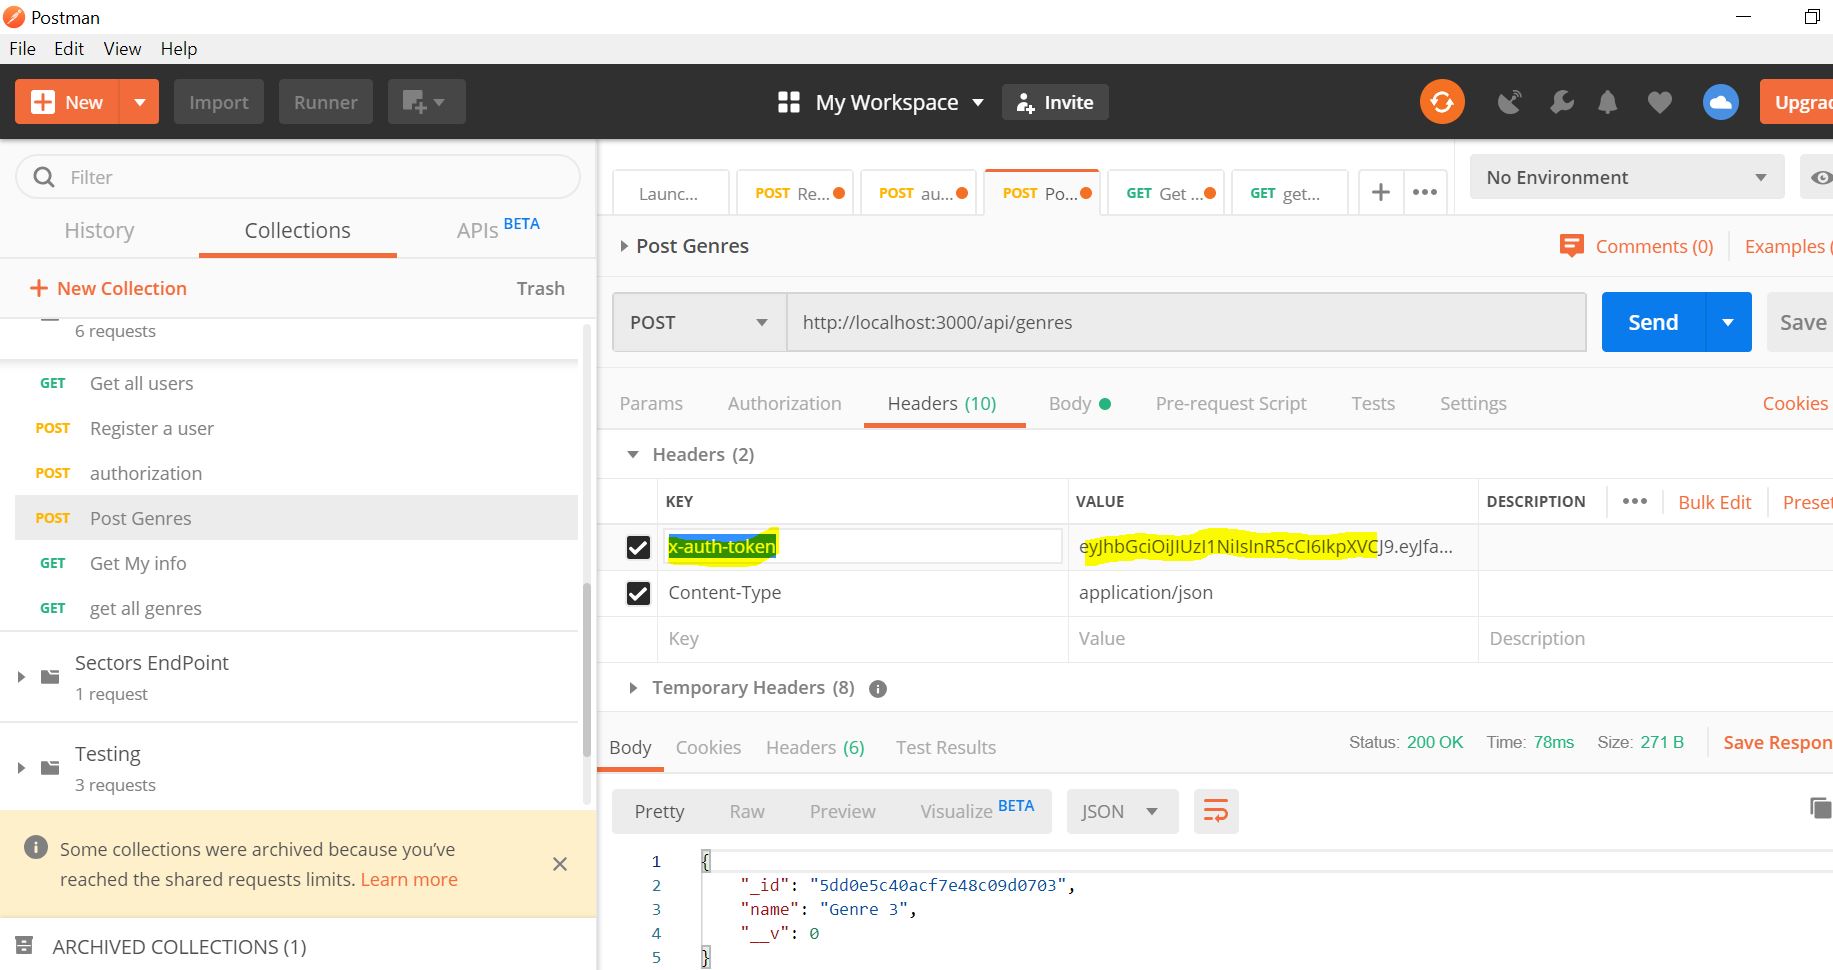 Postman
File Edit View Help
New Import Runner My Workspace Invite
Filter
History Collections APIs BETA
New Collection Trash
6 requests
GET Get all users
POST Register a user
POST authorization
POST Post Genres
GET Get My info
GET get all genres
Sectors EndPoint
1 request
Testing
3 requests
Some collections were archived because you've
reached the shared requests limits. Learn more
ARCHIVED COLLECTIONS (1)
Launc... POST Re... POST au... POST Po... GET Get ... GET get... No Environment
Post Genres Comments (0) Examples (
POST http://localhost:3000/api/genres Send Save
Params Authorization Headers (10) Body Pre-request Script Tests Settings Cookies
Headers (2)
KEY VALUE DESCRIPTION Bulk Edit Preset
x-auth-token eyJhbGciOiJIUzI1NiIsInR5cCI6IkpXVCJ9.eyJfa...
Content-Type application/json
Key Value Description
Temporary Headers (8)
Body Cookies Headers (6) Test Results Status: 200 OK Time: 78ms Size: 271 B Save Respon
Pretty Raw Preview Visualize BETA JSON
1 {
2 "_id": "5dd0e5c40acf7e48c09d0703",
3 "name": "Genre 3",
4 "__v": 0
5 }